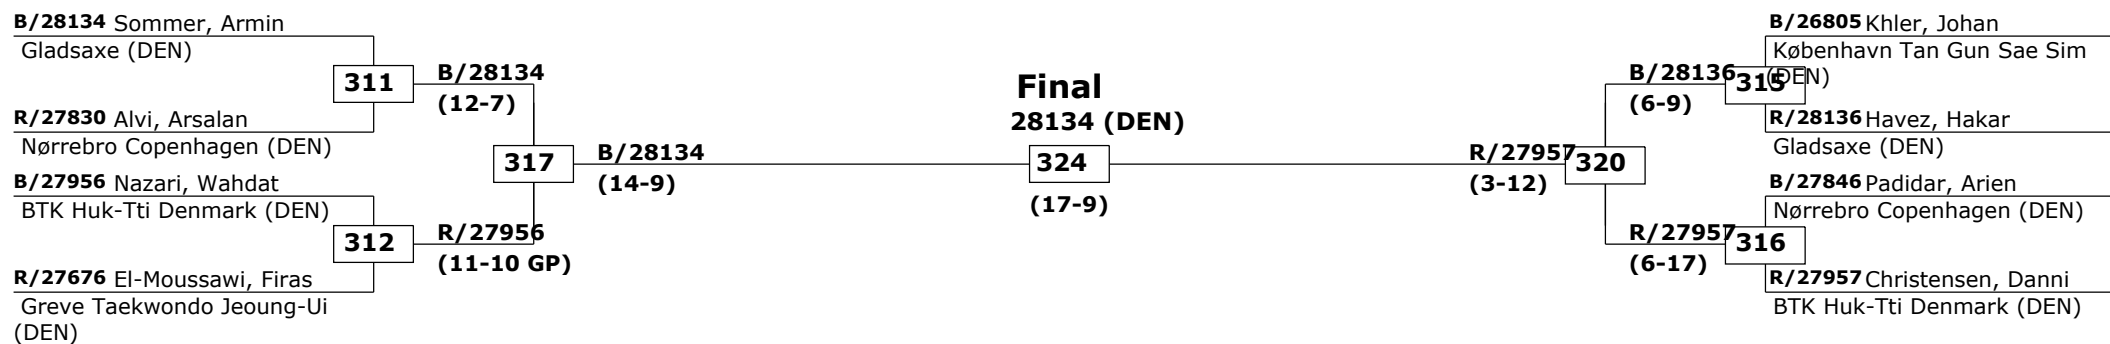 B/28134 Sommer, Armin
Gladsaxe (DEN)
311
B/28134
(12-7)
R/27830 Alvi, Arsalan
Nørrebro Copenhagen (DEN)
317
B/28134
(14-9)
B/27956 Nazari, Wahdat
BTK Huk-Tti Denmark (DEN)
312
R/27956
(11-10 GP)
R/27676 El-Moussawi, Firas
Greve Taekwondo Jeoung-Ui
(DEN)
Final
28134 (DEN)
324
(17-9)
B/26805 Khler, Johan
København Tan Gun Sae Sim
(DEN)
B/28136
315
(6-9)
R/28136 Havez, Hakar
Gladsaxe (DEN)
R/27957
320
(3-12)
B/27846 Padidar, Arien
Nørrebro Copenhagen (DEN)
R/27957
316
(6-17)
R/27957 Christensen, Danni
BTK Huk-Tti Denmark (DEN)